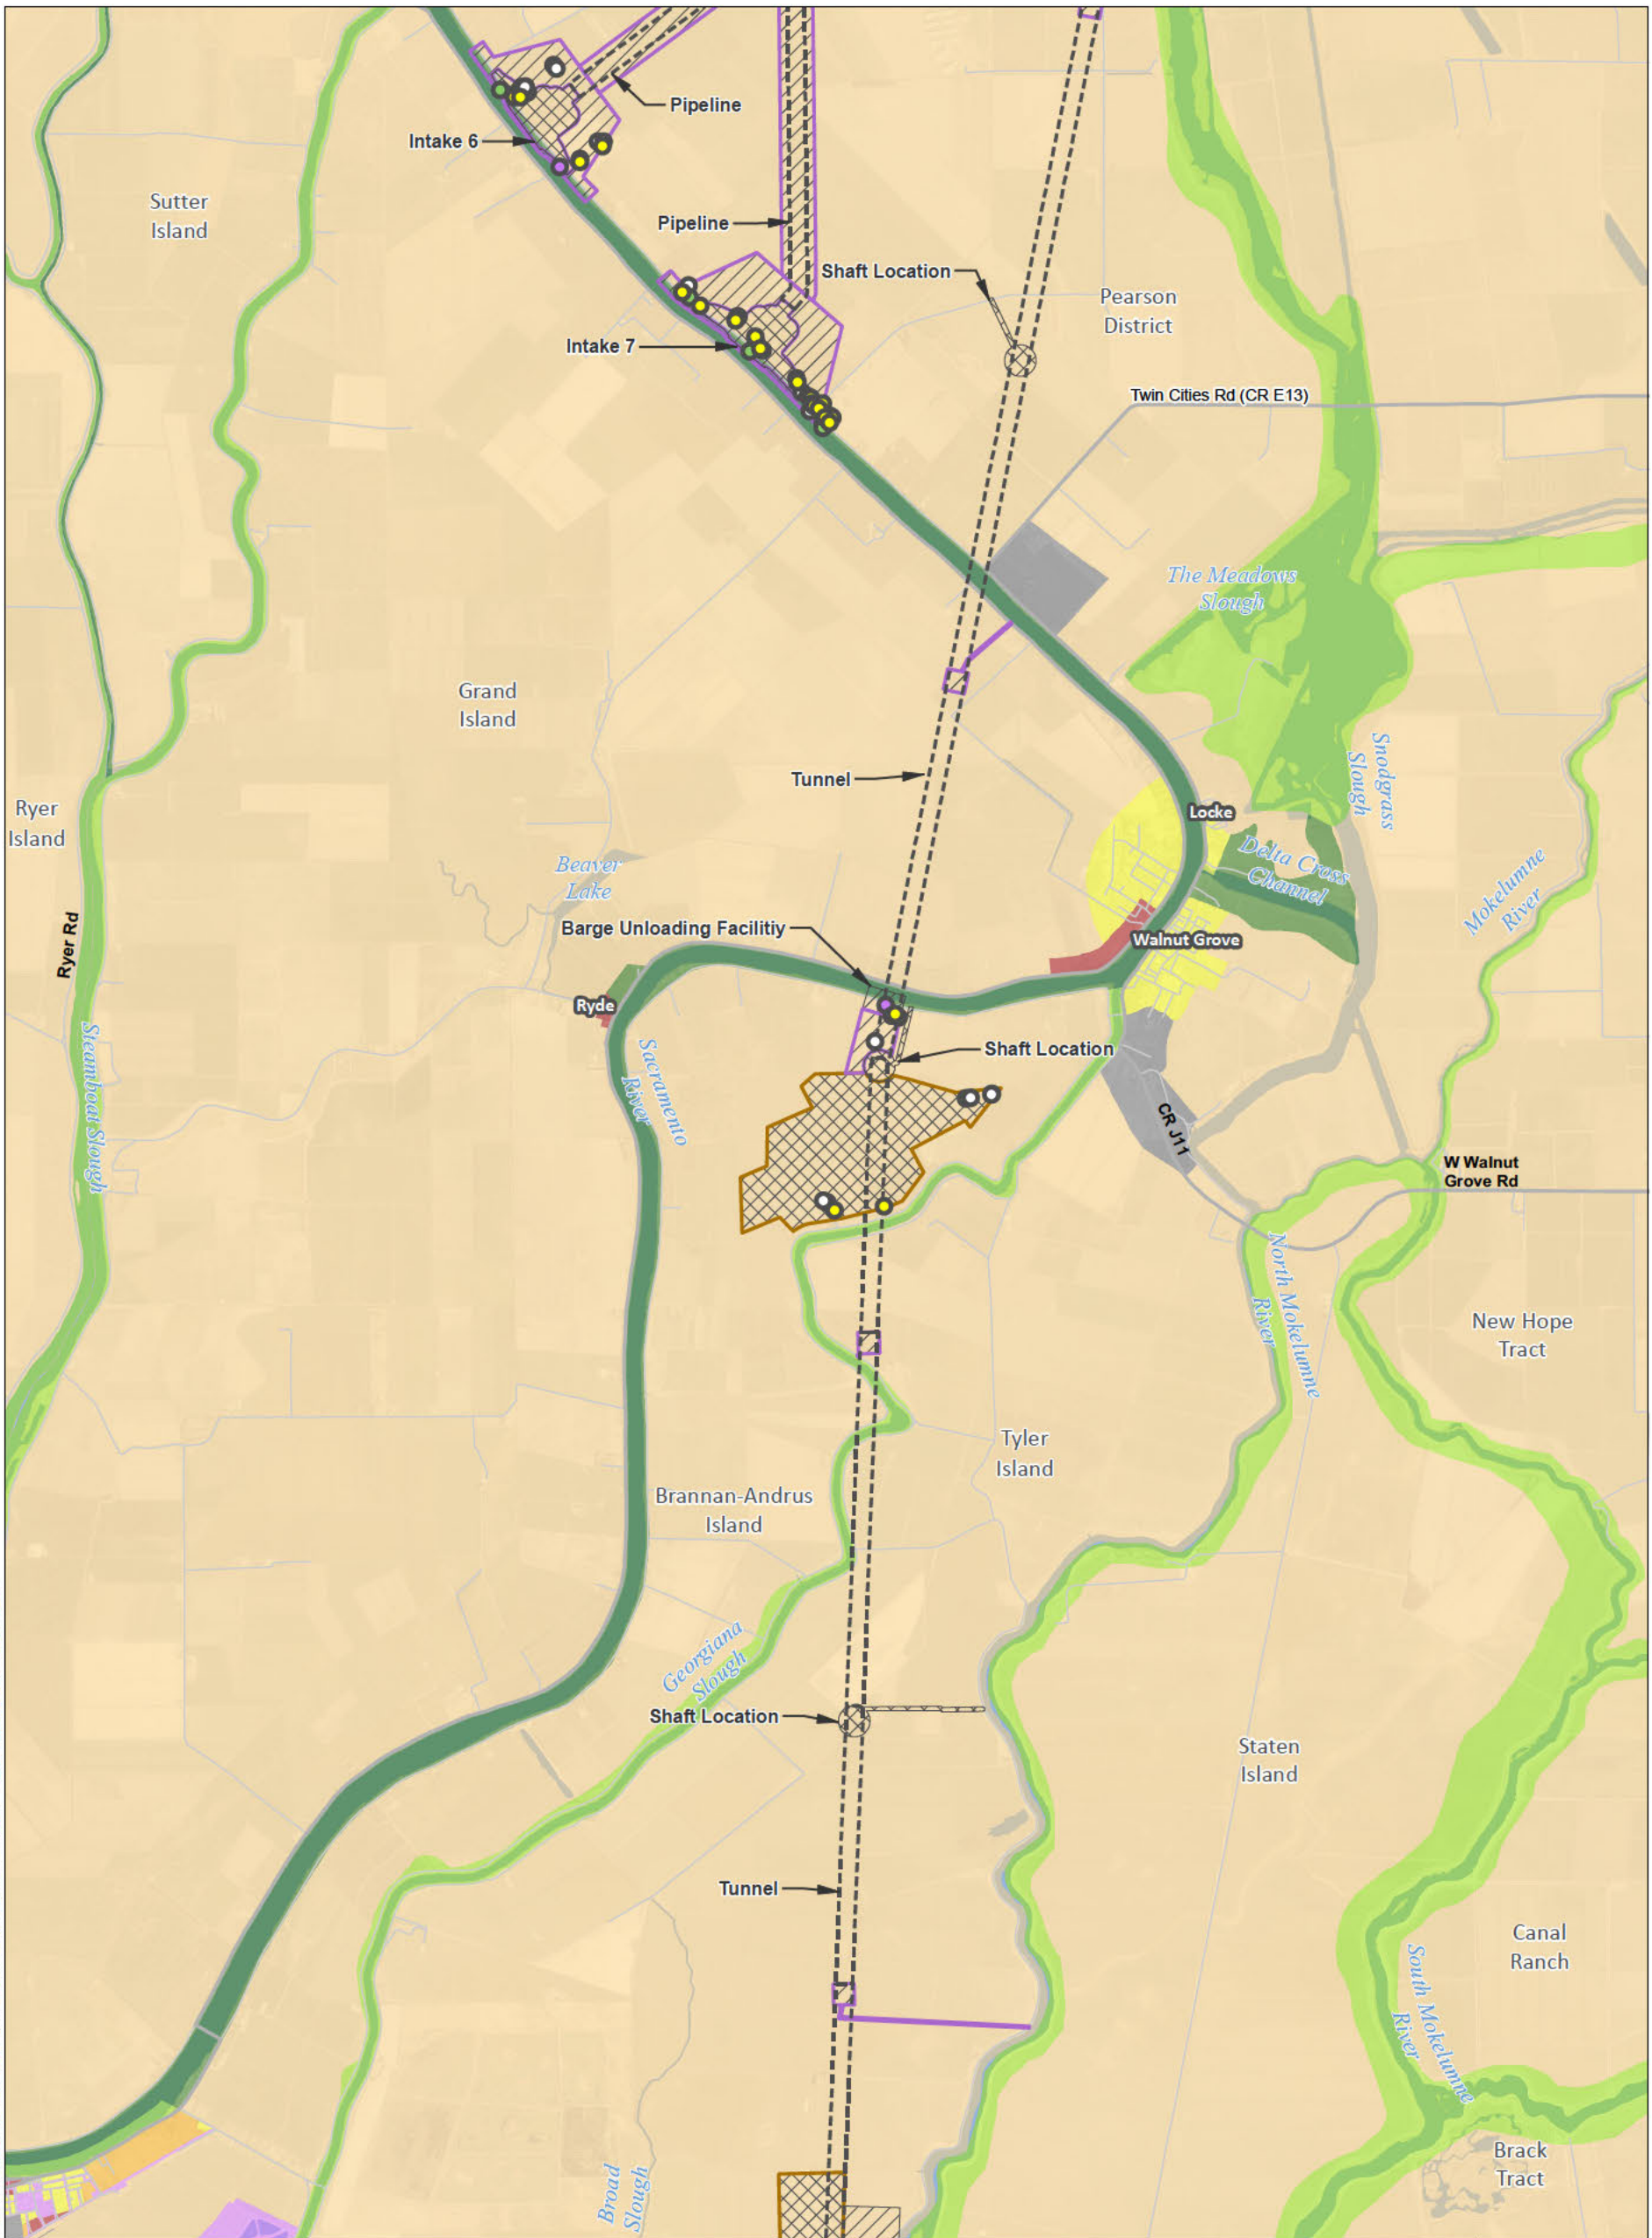 Pipeline
Intake 6
Sutter
Island
Pipeline
Shaft Location
Pearson
District
Intake 7
Twin Cities Rd (CR E13)
The Meadows
Slough
Grand
Island
Snodgrass
Slough
Tunnel
Ryer
Island
Locke
Delta Cross
Channel
Beaver
Lake
Mokelumne
River
Ryer Rd
Barge Unloading Facilitiy
Walnut Grove
Ryde
Shaft Location
Sacramento
River
Steamboat Slough
CR J11
W Walnut
Grove Rd
North Mokelumne
River
New Hope
Tract
Tyler
Island
Brannan-Andrus
Island
Georgiana
Slough
Shaft Location
Staten
Island
Tunnel
Canal
Ranch
South Mokelumne
River
Brack
Tract
Broad
Slough